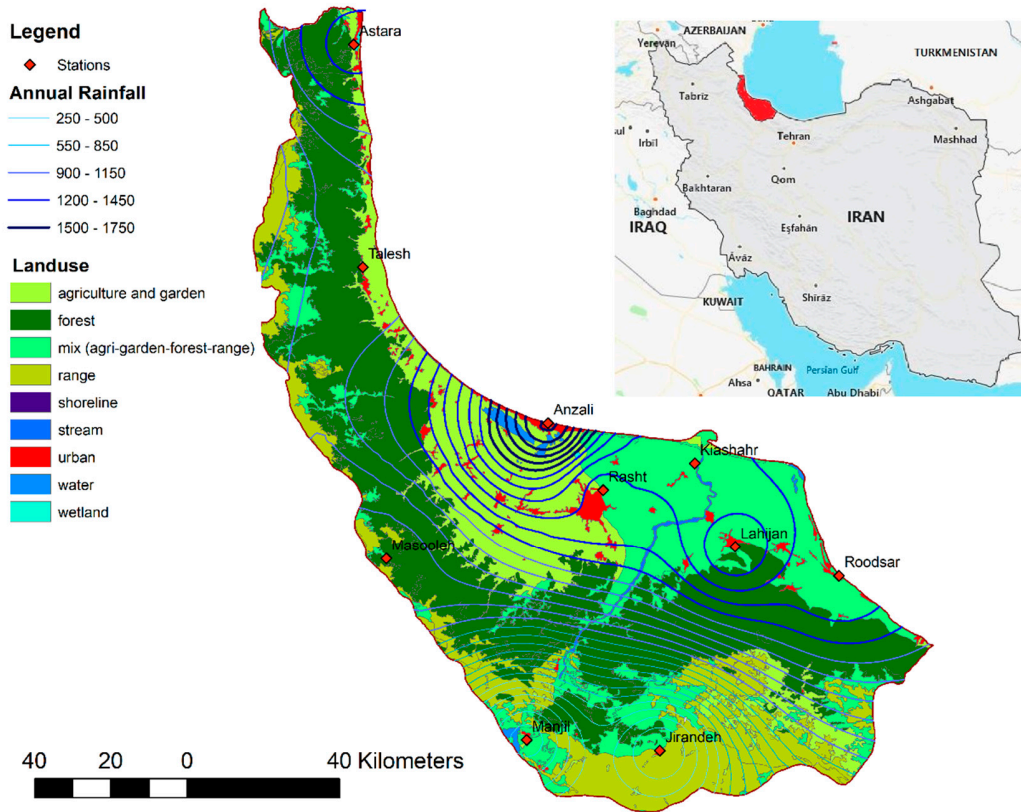 Legend
Stations
Annual Rainfall
250 - 500
550 - 850
900 - 1150
1200 - 1450
1500 - 1750
Landuse
agriculture and garden
forest
mix (agri-garden-forest-range)
range
shoreline
stream
urban
water
wetland
Astara
Talesh
Anzali
Kiashahr
Rasht
Lahijan
Roodsar
Masooleh
Manjil
Jirandeh
40 20 0 40 Kilometers
AZERBAIJAN
Yerevan
TURKMENISTAN
Tabriz
Ashgabat
Mashhad
Tehran
Irbil
Qom
Bakhtaran
Baghdad
Eşfahān
IRAN
IRAQ
Āvāz
Shīrāz
KUWAIT
Persian Gulf
BAHRAIN
Ahsa
Abu Dhabi
QATAR